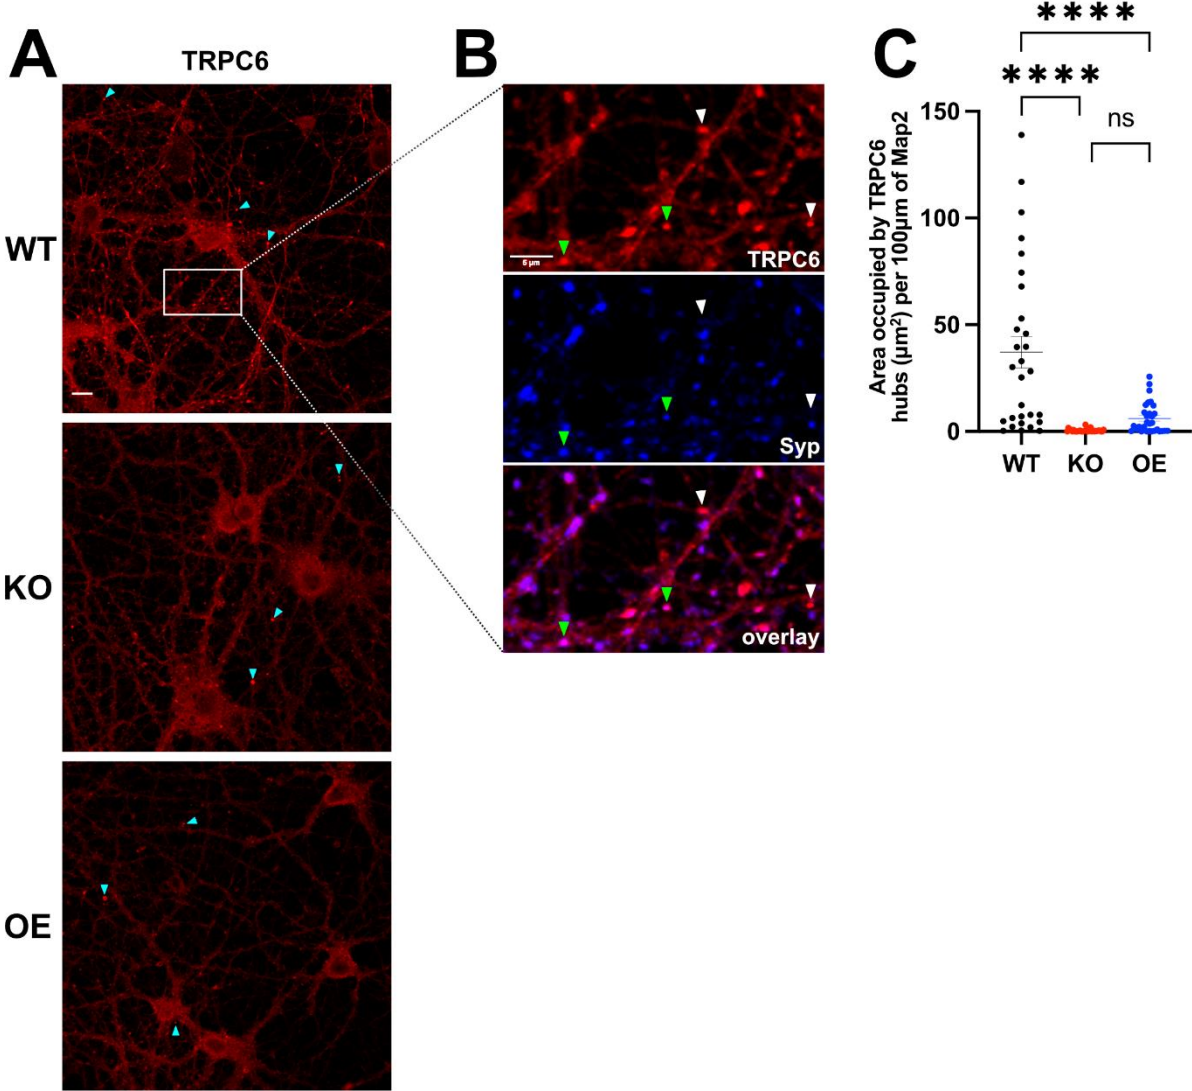 A
TRPC6
WT
KO
OE
B
5 μm
TRPC6
Syp
overlay
C
****
****
ns
Area occupied by TRPC6
hubs (μm²) per 100μm of Map2
150
100
50
0
WT KO OE